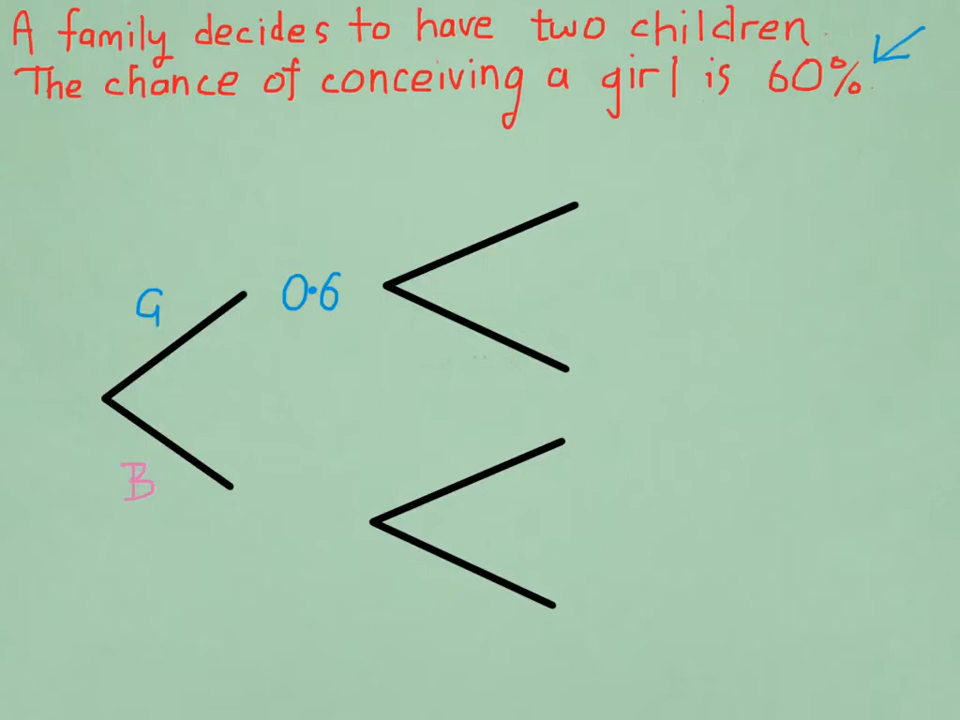 A family decides to have two children.
The chance of conceiving a girl is 60%
G
0.6
B